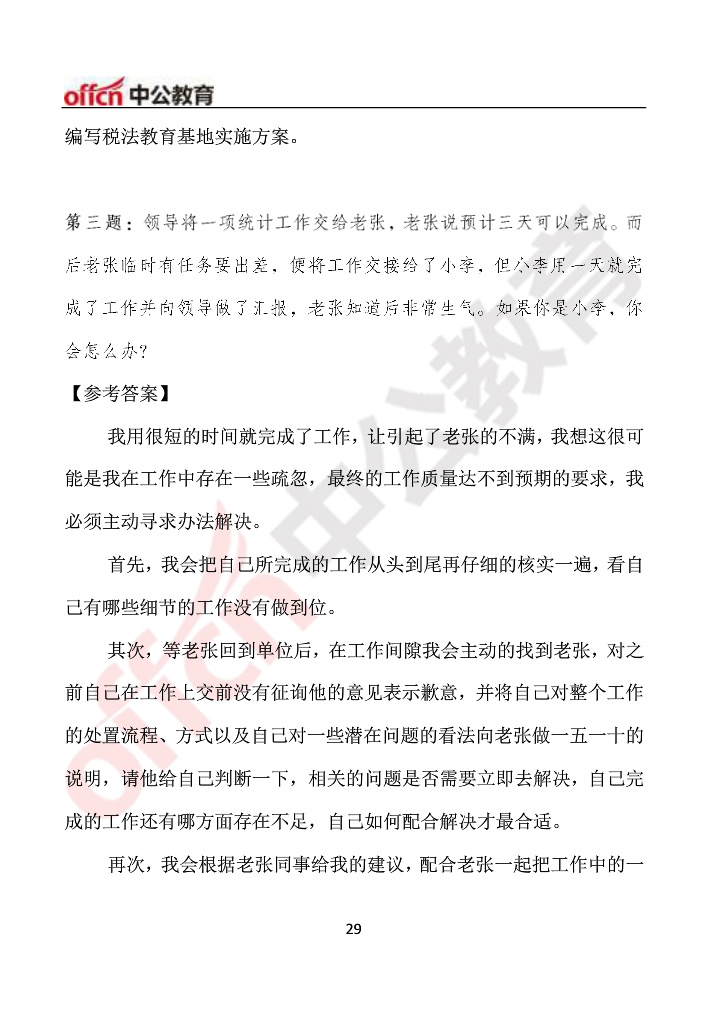 offcn 中公教育
编写税法教育基地实施方案。
第三题：领导将一项统计工作交给老张，老张说预计三天可以完成。而
后老张临时有任务要出差，便将工作交接给了小李，但小李用一天就完
成了工作并向领导做了汇报，老张知道后非常生气。如果你是小李，你
会怎么办？
【参考答案】
我用很短的时间就完成了工作，让引起了老张的不满，我想这很可
能是我在工作中存在一些疏忽，最终的工作质量达不到预期的要求，我
必须主动寻求办法解决。
首先，我会把自己所完成的工作从头到尾再仔细的核实一遍，看自
己有哪些细节的工作没有做到位。
其次，等老张回到单位后，在工作间隙我会主动的找到老张，对之
前自己在工作上交前没有征询他的意见表示歉意，并将自己对整个工作
的处置流程、方式以及自己对一些潜在问题的看法向老张做一五一十的
说明，请他给自己判断一下，相关的问题是否需要立即去解决，自己完
成的工作还有哪方面存在不足，自己如何配合解决才最合适。
再次，我会根据老张同事给我的建议，配合老张一起把工作中的一
29
offcn 中公教育